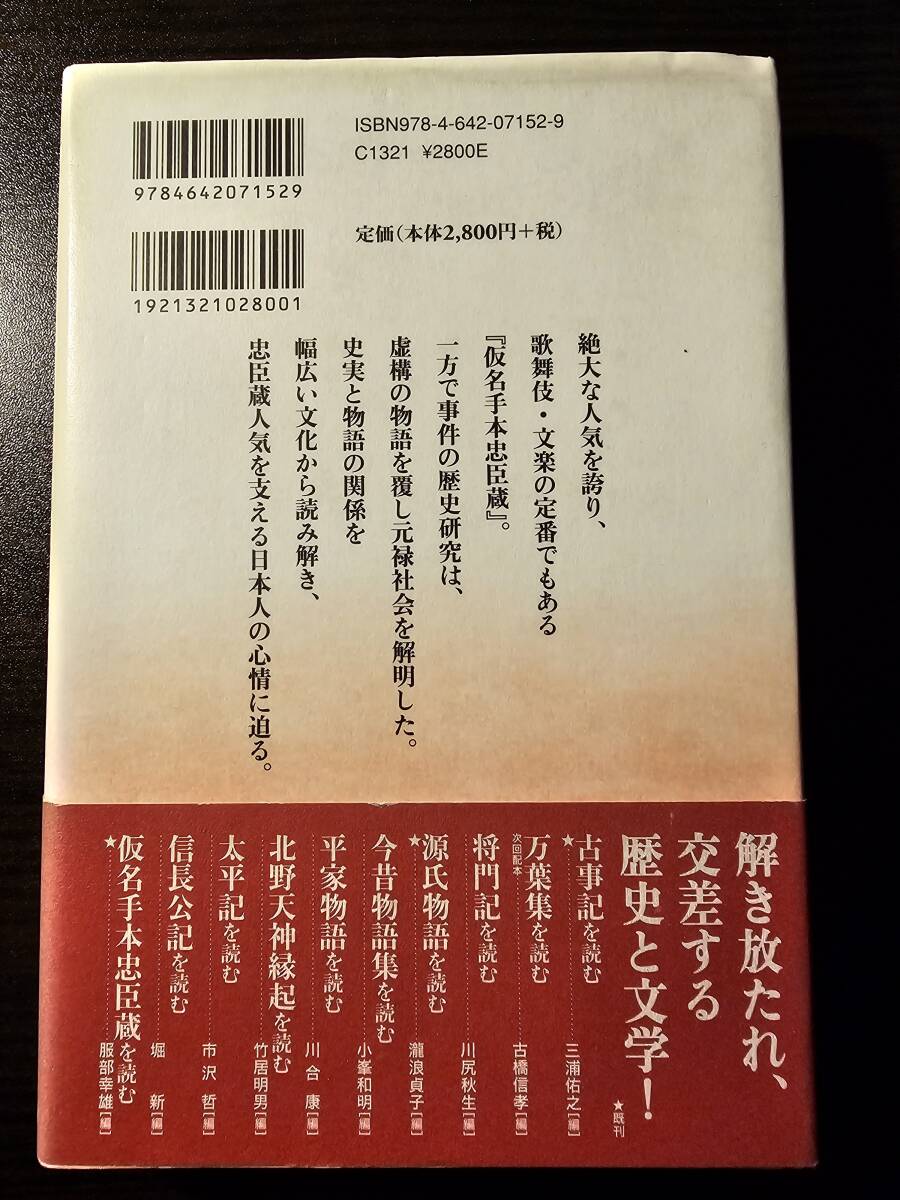 ISBN978-4-642-07152-9
C1321 ¥2800E
9784642071529
定価(本体2,800円+税)
1921321028001
絶大な人気を誇り、
歌舞伎・文楽の定番でもある
『仮名手本忠臣蔵』。
一方で事件の歴史研究は、
虚構の物語を覆し元禄社会を解明した。
史実と物語の関係を
幅広い文化から読み解き、
忠臣蔵人気を支える日本人の心情に迫る。
解き放たれ、
交差する
歴史と文学!
★既刊
★古事記を読む……三浦佑之[編]
次回配本
万葉集を読む……古橋信孝[編]
将門記を読む……川尻秋生[編]
★源氏物語を読む……瀧浪貞子[編]
今昔物語集を読む……小峯和明[編]
平家物語を読む……川合 康[編]
北野天神縁起を読む……竹居明男[編]
太平記を読む……市沢 哲[編]
信長公記を読む……堀 新[編]
★仮名手本忠臣蔵を読む……服部幸雄[編]